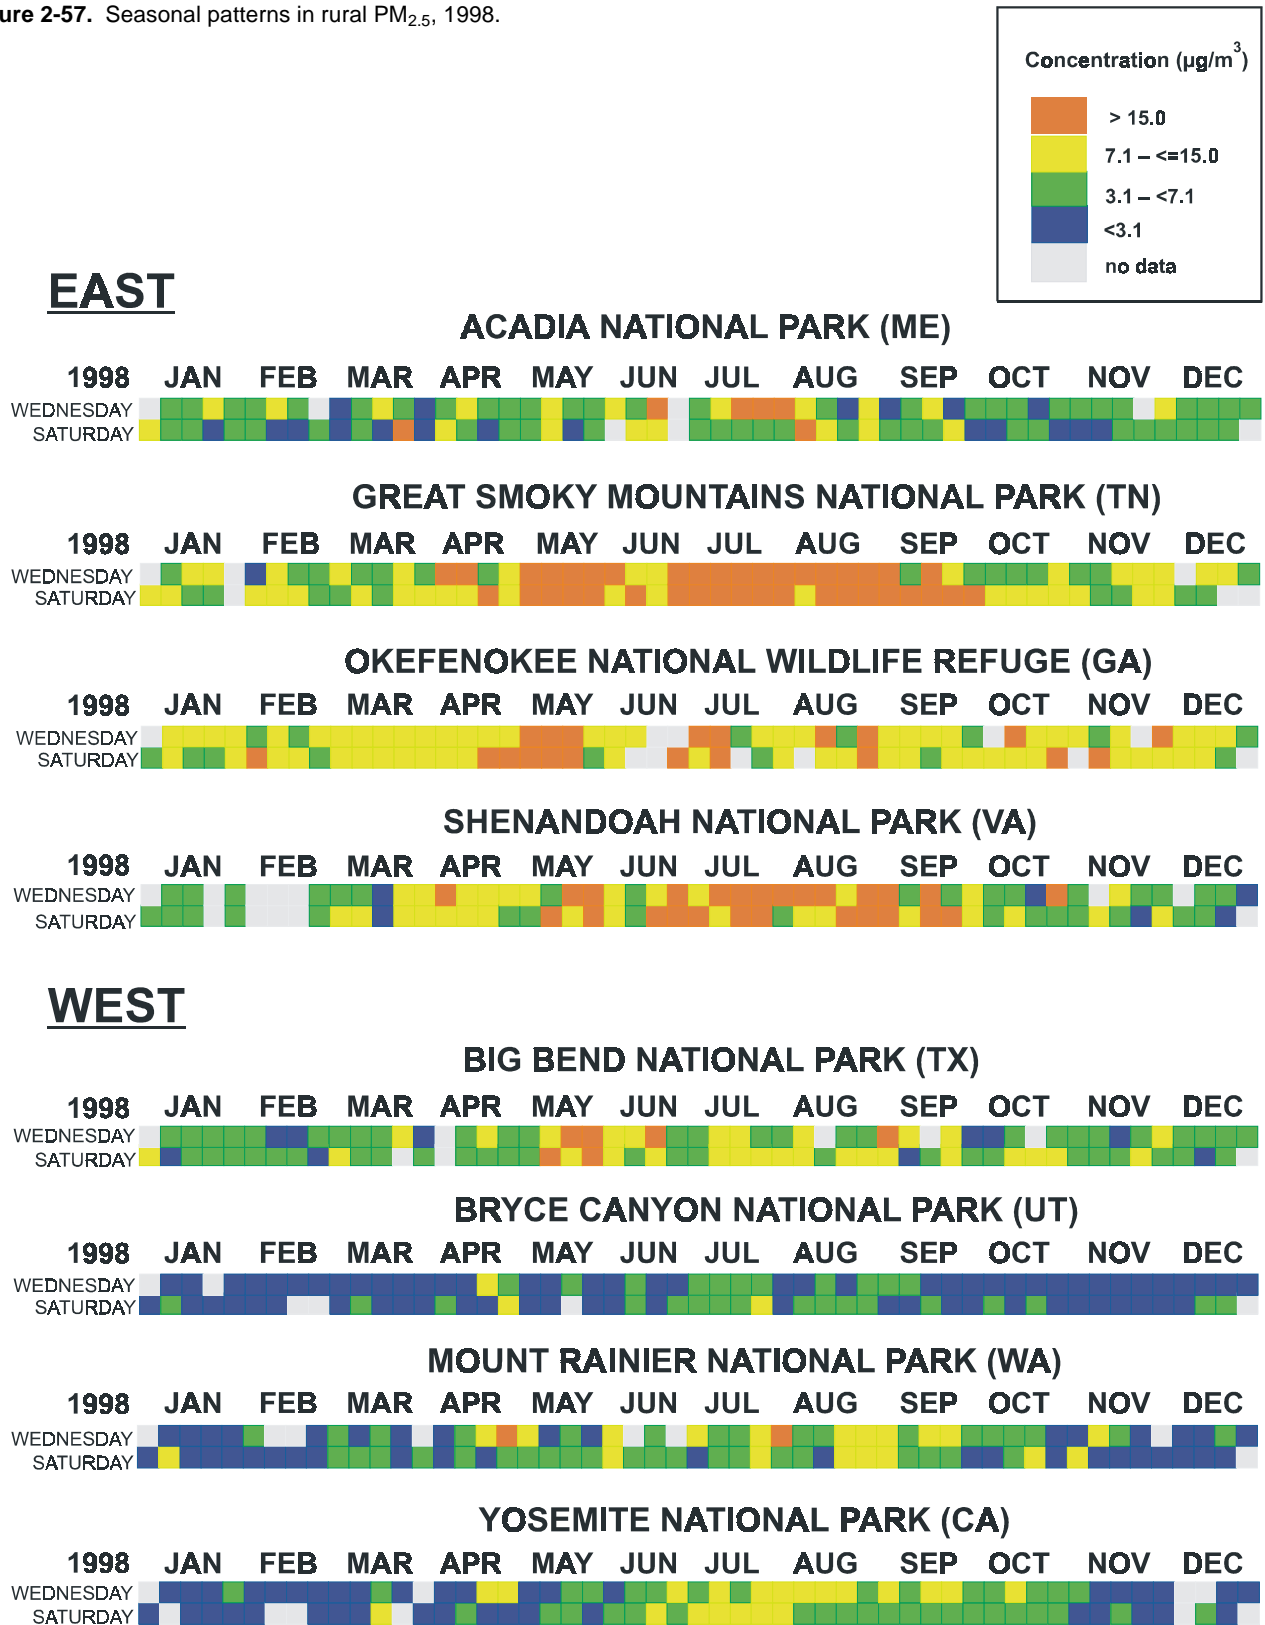 ure 2-57. Seasonal patterns in rural PM2.5, 1998.
Concentration (µg/m3)
> 15.0
7.1 – <=15.0
3.1 – <7.1
<3.1
no data
EAST
ACADIA NATIONAL PARK (ME)
1998 JAN FEB MAR APR MAY JUN JUL AUG SEP OCT NOV DEC
WEDNESDAY
SATURDAY
GREAT SMOKY MOUNTAINS NATIONAL PARK (TN)
1998 JAN FEB MAR APR MAY JUN JUL AUG SEP OCT NOV DEC
WEDNESDAY
SATURDAY
OKEFENOKEE NATIONAL WILDLIFE REFUGE (GA)
1998 JAN FEB MAR APR MAY JUN JUL AUG SEP OCT NOV DEC
WEDNESDAY
SATURDAY
SHENANDOAH NATIONAL PARK (VA)
1998 JAN FEB MAR APR MAY JUN JUL AUG SEP OCT NOV DEC
WEDNESDAY
SATURDAY
WEST
BIG BEND NATIONAL PARK (TX)
1998 JAN FEB MAR APR MAY JUN JUL AUG SEP OCT NOV DEC
WEDNESDAY
SATURDAY
BRYCE CANYON NATIONAL PARK (UT)
1998 JAN FEB MAR APR MAY JUN JUL AUG SEP OCT NOV DEC
WEDNESDAY
SATURDAY
MOUNT RAINIER NATIONAL PARK (WA)
1998 JAN FEB MAR APR MAY JUN JUL AUG SEP OCT NOV DEC
WEDNESDAY
SATURDAY
YOSEMITE NATIONAL PARK (CA)
1998 JAN FEB MAR APR MAY JUN JUL AUG SEP OCT NOV DEC
WEDNESDAY
SATURDAY